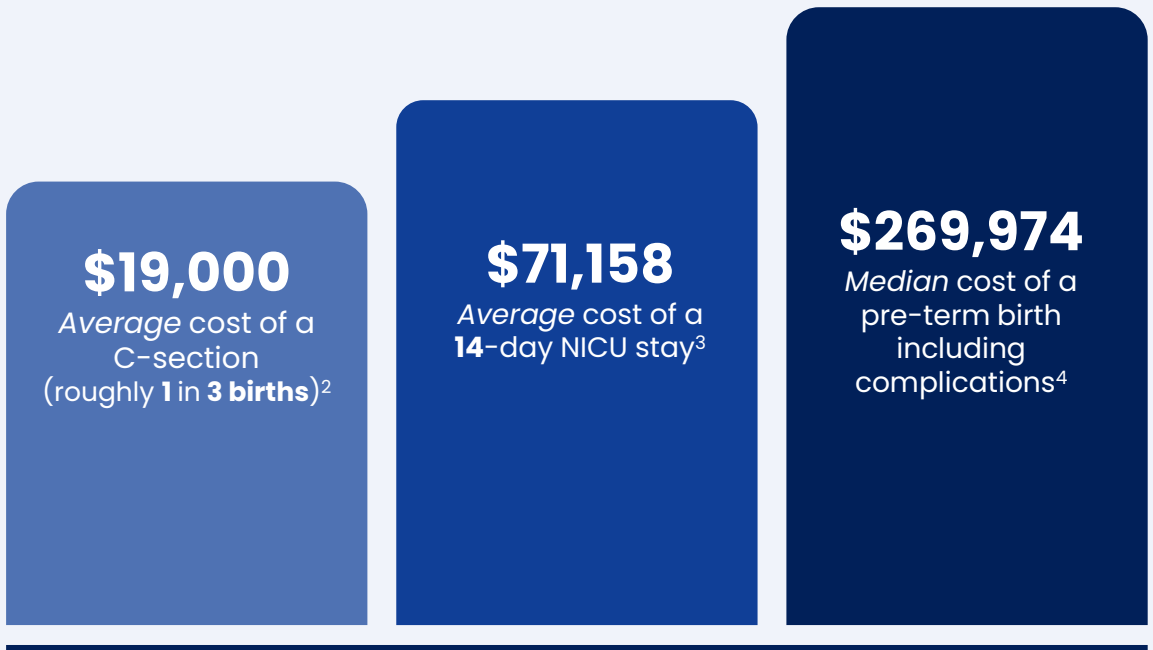 $19,000
Average cost of a
C-section
(roughly 1 in 3 births)2
$71,158
Average cost of a
14-day NICU stay3
$269,974
Median cost of a
pre-term birth
including
complications4